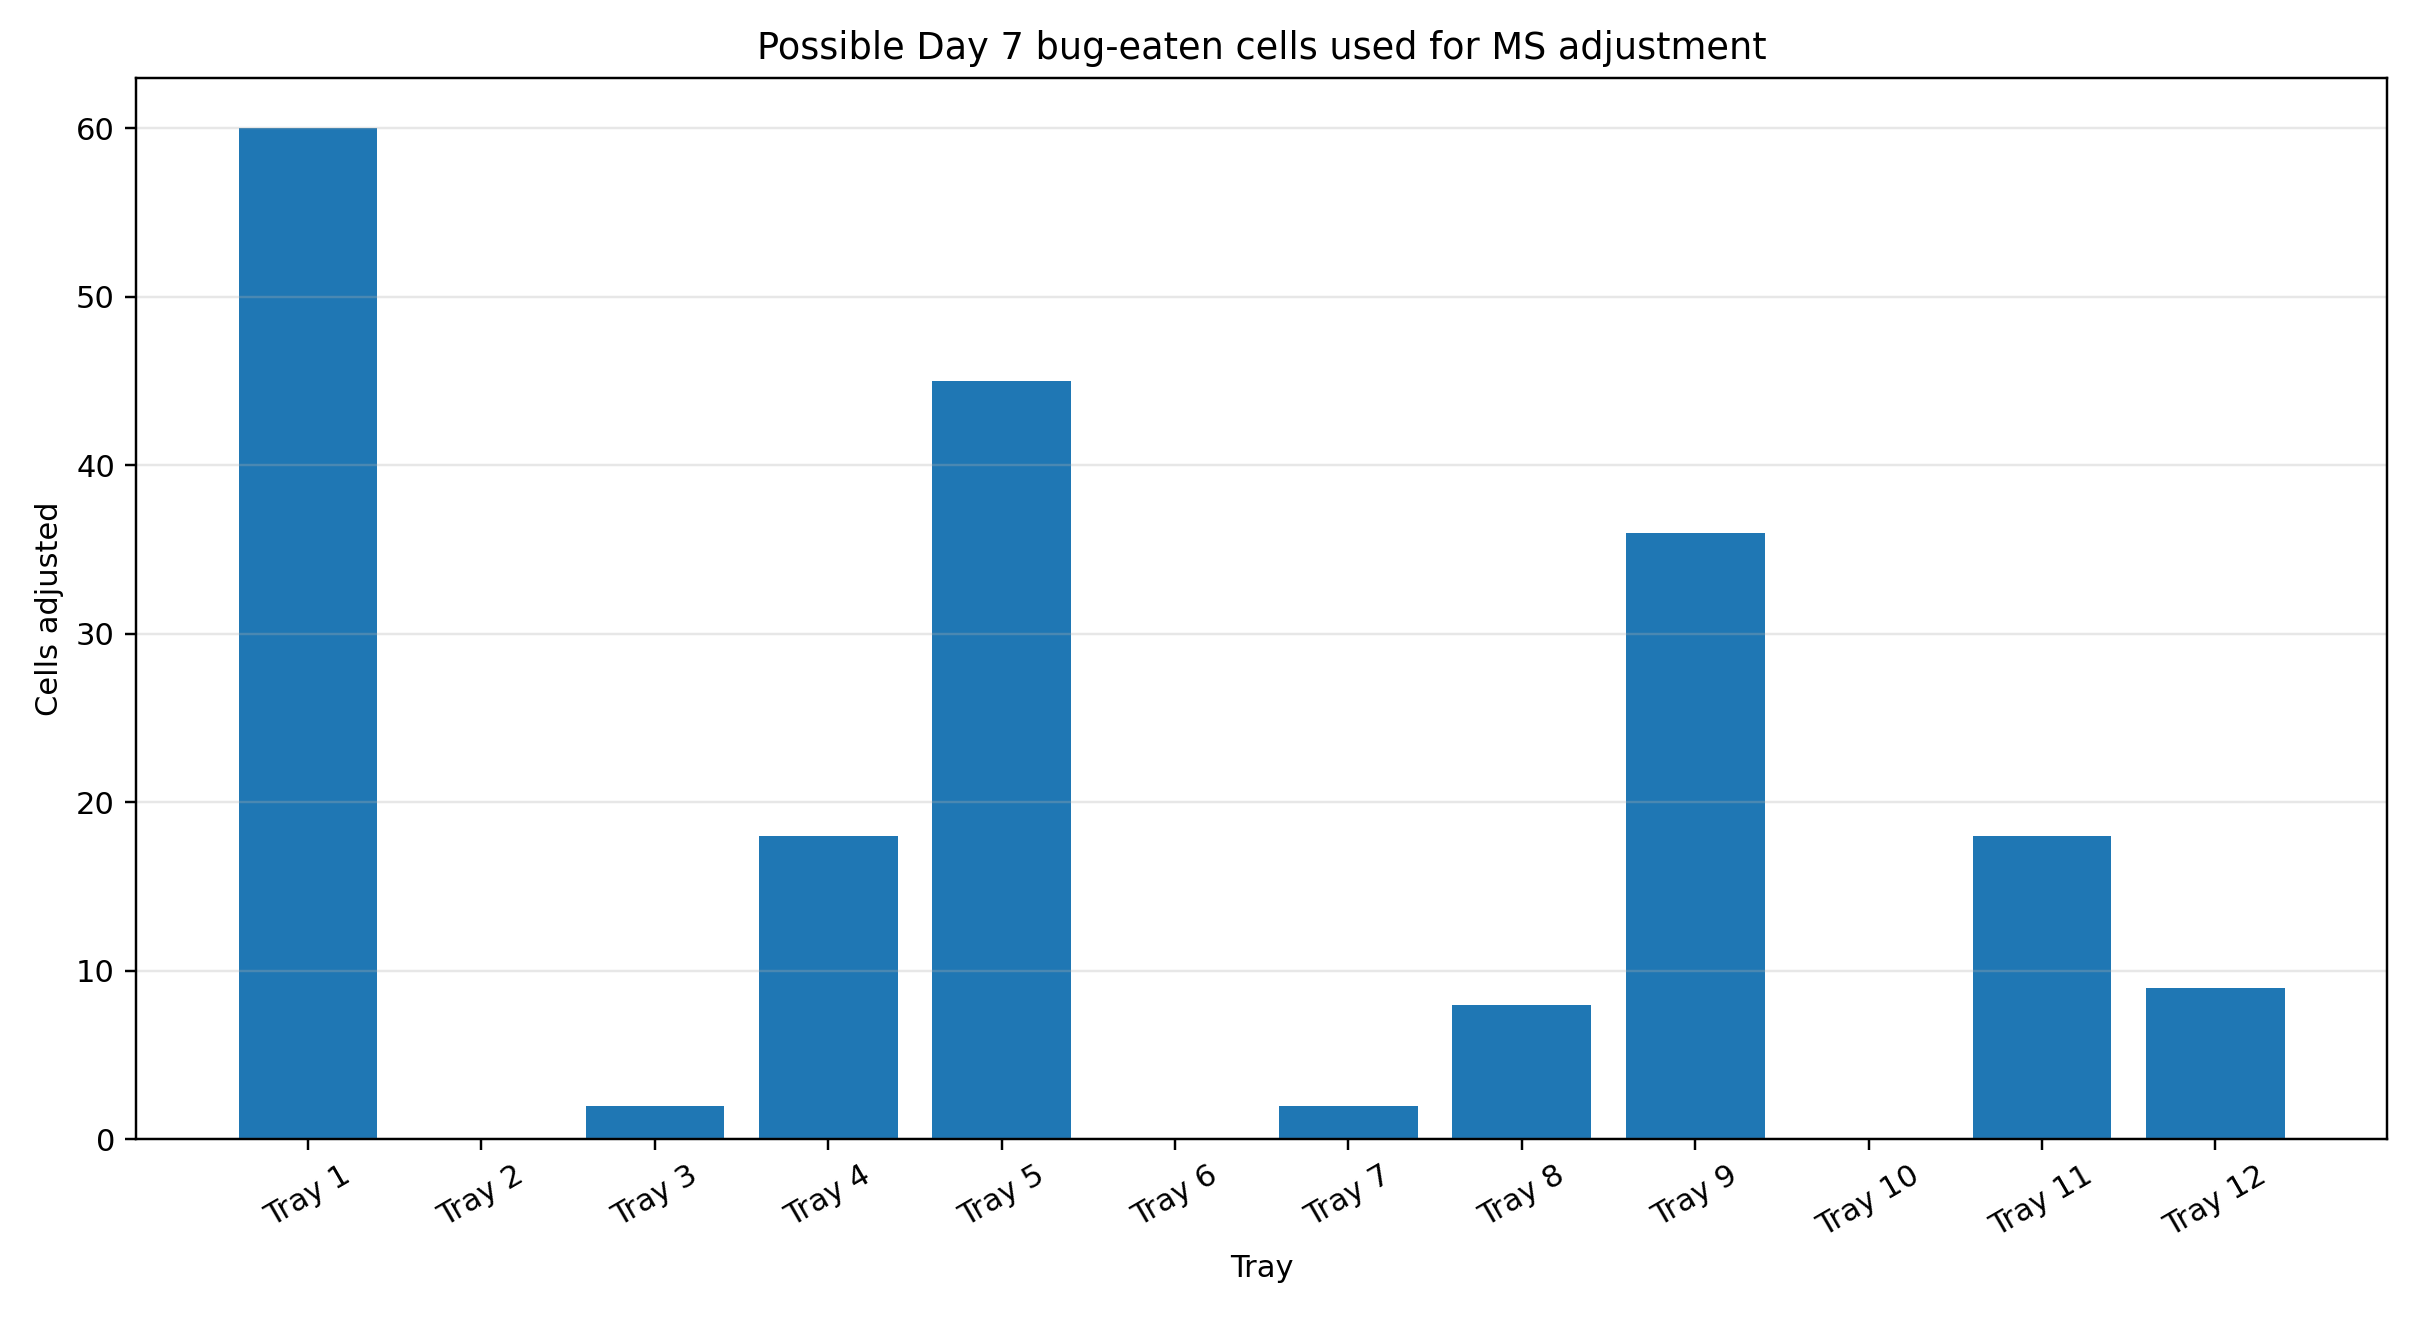 Possible Day 7 bug-eaten cells used for MS adjustment
60
50
40
30
20
10
0
Cells adjusted
Tray 1
Tray 2
Tray 3
Tray 4
Tray 5
Tray 6
Tray 7
Tray 8
Tray 9
Tray 10
Tray 11
Tray 12
Tray